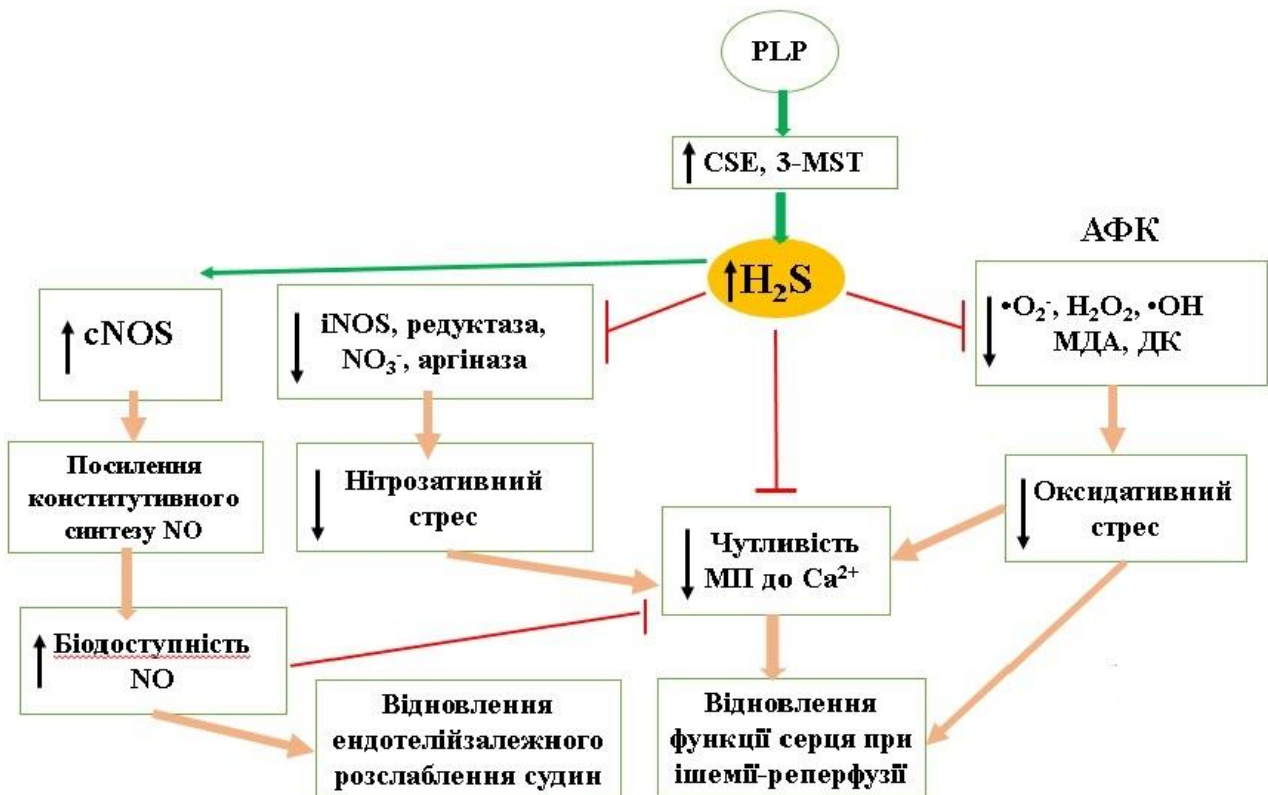 PLP
↑ CSE, 3-MST
АФК
↑H₂S
↑ cNOS
↓ iNOS, редуктаза,
NO₃⁻, аргіназа
↓ •O₂⁻, H₂O₂, •OH
МДА, ДК
Посилення
конститутивного
синтезу NO
↓ Нітрозативний
стрес
↓ Чутливість
МП до Ca²⁺
↓ Оксидативний
стрес
↑ Біодоступність
NO
Відновлення
ендотелійзалежного
розслаблення судин
Відновлення
функції серця при
ішемії-реперфузії